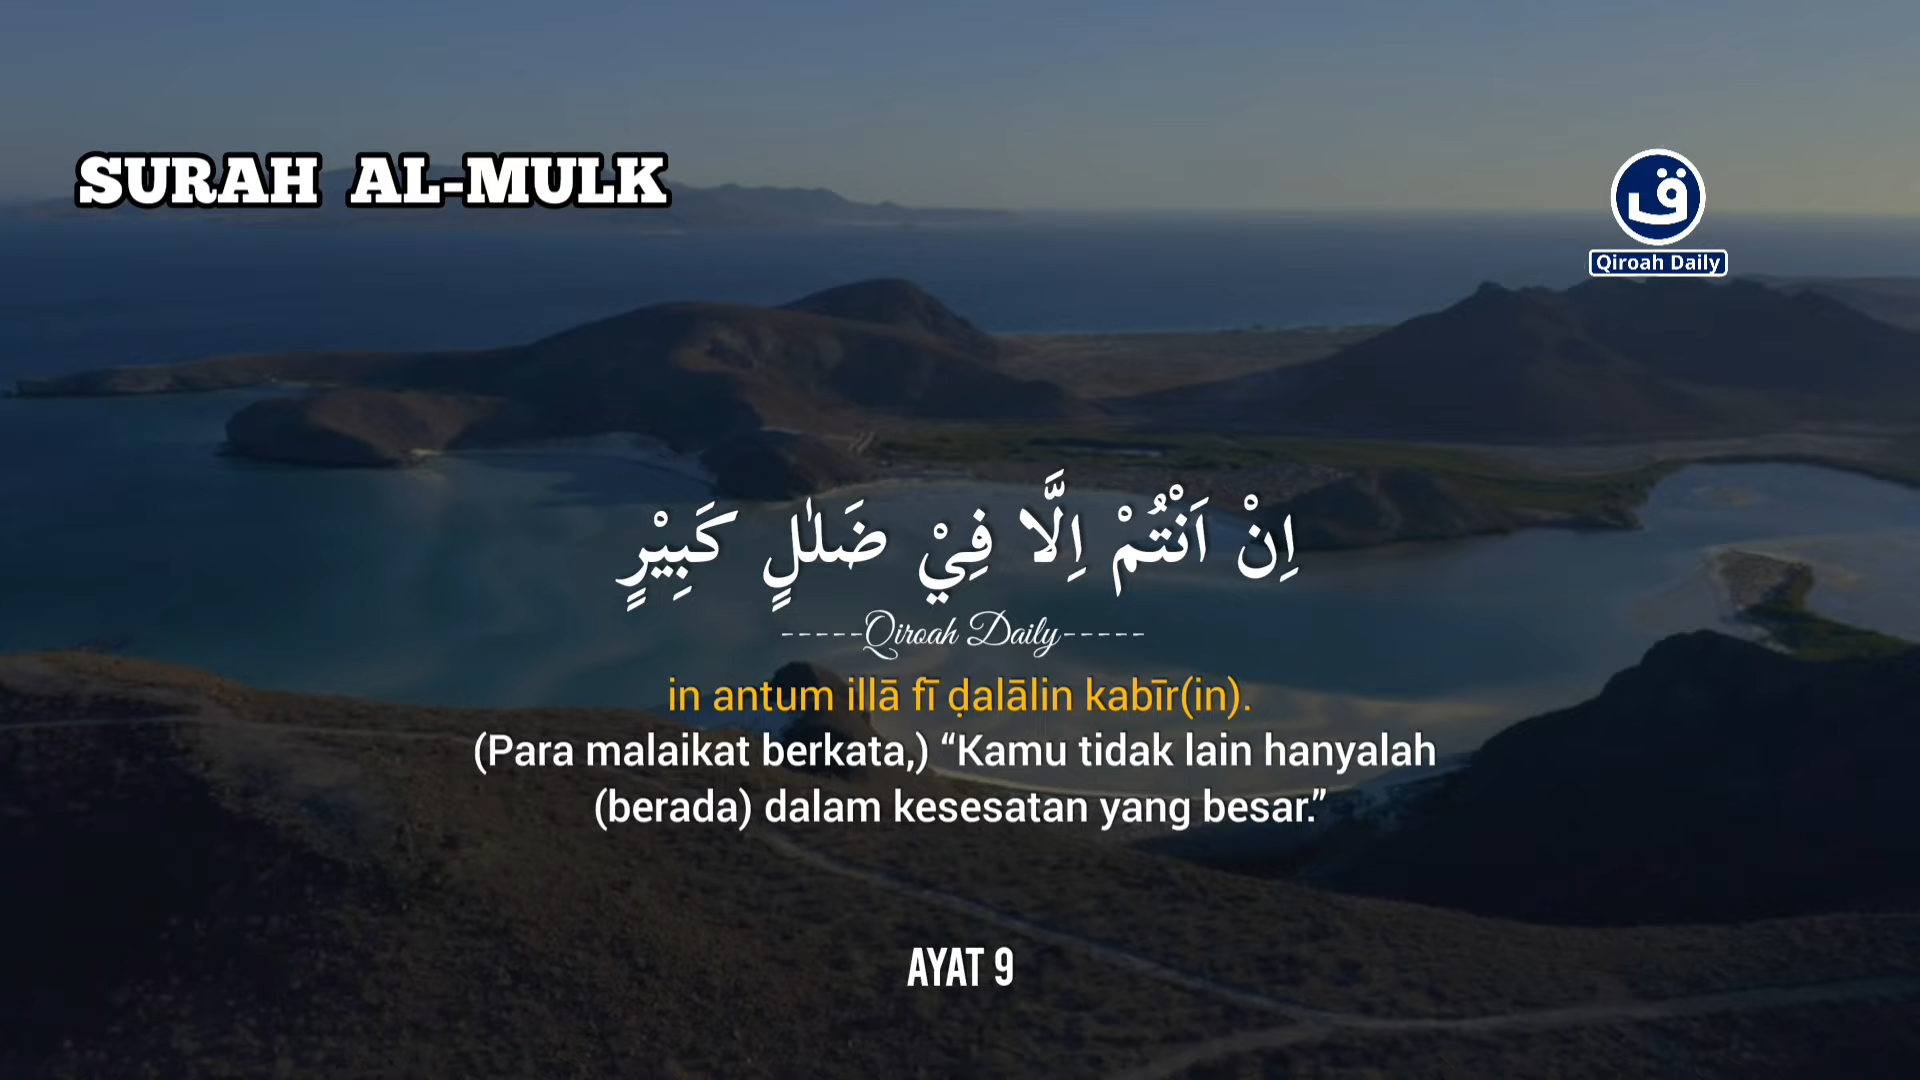 SURAH AL-MULK
ق
Qiroah Daily
اِنْ اَنْتُمْ اِلَّا فِيْ ضَلٰلٍ كَبِيْرٍ
-----Qiroah Daily-----
in antum illā fī ḍalālin kabīr(in).
(Para malaikat berkata,) “Kamu tidak lain hanyalah
(berada) dalam kesesatan yang besar.”
AYAT 9